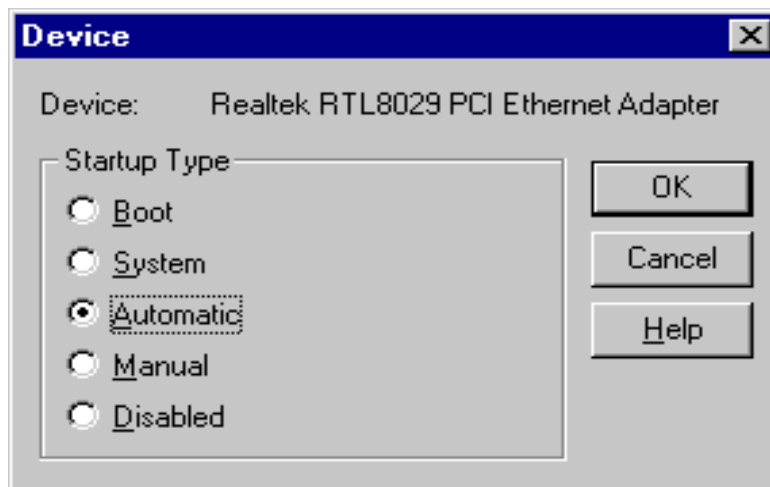 Device
Device: Realtek RTL8029 PCI Ethernet Adapter
Startup Type
Boot
System
Automatic
Manual
Disabled
OK
Cancel
Help